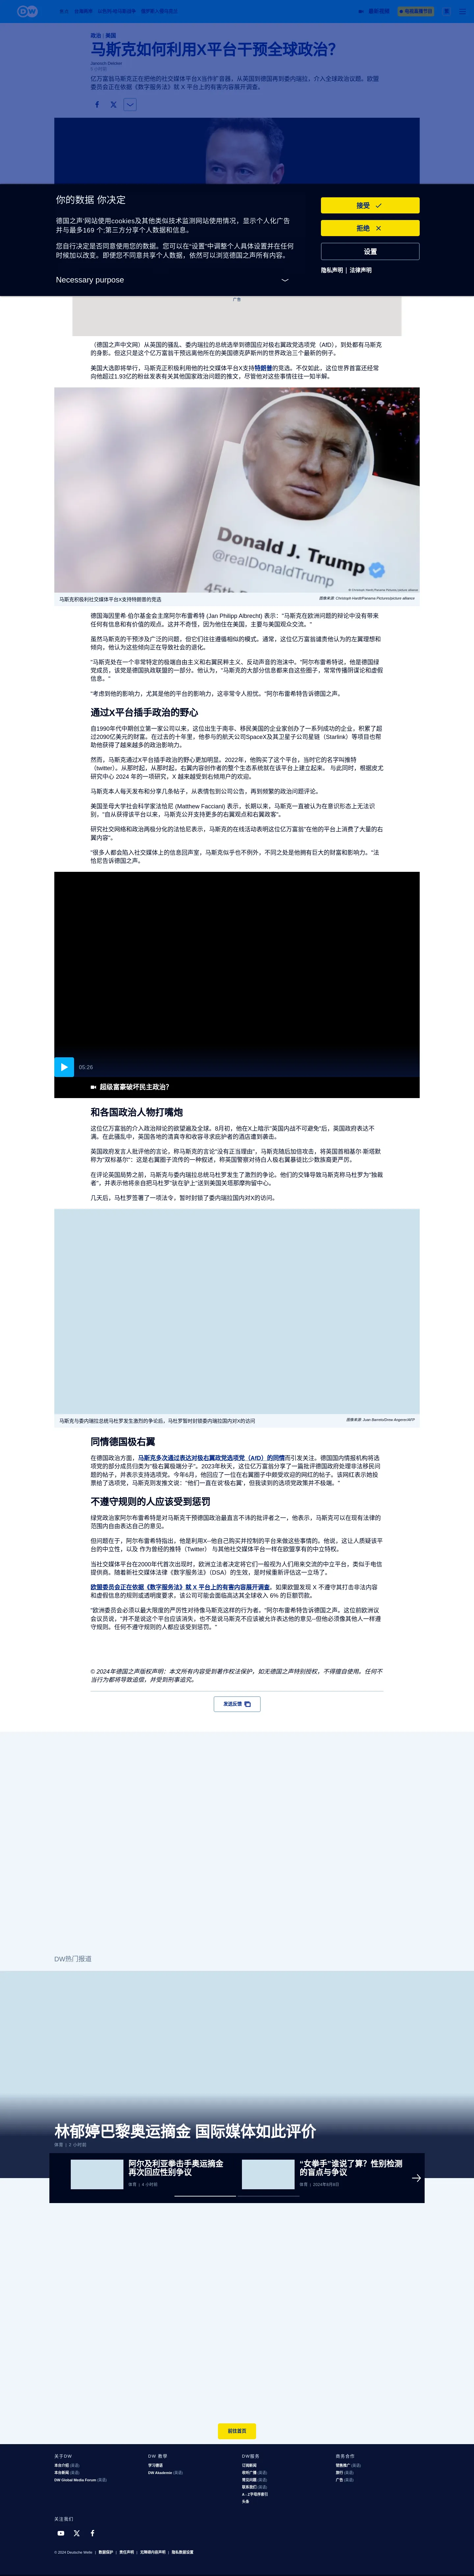 政治 | 美国
马斯克如何利用X平台干预全球政治?
Jannisch Oelcker
亿万富翁马斯克正在把他的社交媒体平台X当作扩音器，从英国到德国再到委内瑞拉，介入全球政治议题。欧盟
委员会正在依据《数字服务法》就 X 平台上的有害内容展开调查。
你的数据 你决定
德国之声“网站使用cookies及其他类似技术监测网站使用情况，显示个人化广告
并与最多169 个;第三方分享个人数据和信息。
您自行决定是否同意使用您的数据。您可以在“设置”中调整个人具体设置并在任何
时候加以改变。即使您不同意共享个人数据，依然可以浏览德国之声所有内容。
Necessary purpose
接受
拒绝
设置
隐私声明 | 法律声明
广告
（德国之声中文网）从英国的骚乱、委内瑞拉的总统选举到德国应对极右翼政党选项党（AfD），到处都有马斯克
的身影。但这只是这个亿万富翁干预远离他所在的美国德克萨斯州的世界政治三个最新的例子。
美国大选即将举行，马斯克正积极利用他的社交媒体平台X支持特朗普的竞选。不仅如此。这位世界首富还经常
向他超过1.93亿的粉丝发表有关其他国家政治问题的推文，尽管他对这些事情往往一知半解。
Donald J. Trump
@realDonaldTrump
45th
马斯克积极利社交媒体平台X支持特朗普的竞选
图像来源: Christoph Hardt/Panama Pictures/picture alliance
德国海因里希·伯尔基金会主席阿尔布雷希特 (Jan Philipp Albrecht) 表示：“马斯克在欧洲问题的辩论中没有带来
任何有信息和有价值的观点。这并不奇怪，因为他住在美国，主要与美国观众交流。”
虽然马斯克的干预涉及广泛的问题，但它们往往遵循相似的模式。通常，这位亿万富翁谴责他认为的左翼理想和
倾向，他认为这些倾向正在导致社会的退化。
“马斯克处在一个非常特定的极端自由主义和右翼民粹主义、反动声音的泡沫中。”阿尔布雷希特说。他是德国绿
党成员，该党是德国执政联盟的一部分。他认为，“马斯克的大部分信息都来自这些圈子，常常传播阴谋论和虚假
信息。”
“考虑到他的影响力，尤其是他的平台的影响力，这非常令人担忧。”阿尔布雷希特告诉德国之声。
通过X平台插手政治的野心
自1990年代中期创立第一家公司以来，这位出生于南非、移民美国的企业家创办了一系列成功的企业，积累了超
过2090亿美元的财富。在过去的十年里，他参与的航天公司SpaceX及其卫星子公司星链（Starlink）等项目也帮
助他获得了越来越多的政治影响力。
然而，马斯克通过X平台插手政治的野心更加明显。2022年，他购买了这个平台，当时它的名字叫推特
（twitter）。从那时起，从那时起，右翼内容创作者的整个生态系统就在该平台上建立起来。 与此同时，根据皮尤
研究中心 2024 年的一项研究，X 越来越受到右倾用户的欢迎。
马斯克本人每天发布和分享几条帖子，从表情包到公司公告，再到频繁的政治问题评论。
美国圣母大学社会科学家法恰尼 (Matthew Facciani) 表示，长期以来，马斯克一直被认为在意识形态上无法识
别。“自从获得该平台以来，马斯克公开支持更多的右翼观点和右翼政客”。
研究社交网络和政治两极分化的法恰尼表示，马斯克的在线活动表明这位亿万富翁“在他的平台上消费了大量的右
翼内容”。
“很多人都会陷入社交媒体上的信息回声室，马斯克似乎也不例外，不同之处是他拥有巨大的财富和影响力。”法
恰尼告诉德国之声。
05:26
超级富豪破坏民主政治?
和各国政治人物打嘴炮
这位亿万富翁的介入政治辩论的欲望遍及全球。8月初，他在X上暗示“英国内战不可避免”后，英国政府表达不
满。在此骚乱中，英国各地的清真寺和收容寻求庇护者的酒店遭到袭击。
英国政府发言人批评他的言论，称马斯克的言论“没有正当理由”，马斯克随后加倍攻击，将英国首相基尔·斯塔默
称为“双标基尔”：这是右翼圈子流传的一种叙述，称英国警察对待白人极右翼暴徒比少数族裔更严厉。
在评论英国局势之前，马斯克与委内瑞拉总统马杜罗发生了激烈的争论。他们的交锋导致马斯克称马杜罗为“独裁
者”，并表示他将亲自把马杜罗“驮在驴上”送到美国关塔那摩拘留中心。
几天后，马杜罗签署了一项法令，暂时封锁了委内瑞拉国内对X的访问。
马斯克与委内瑞拉总统马杜罗发生激烈的争论后，马杜罗暂时封锁委内瑞拉国内对X的访问
图像来源: Juan Barreto/Drew Angerer/AFP
同情德国极右翼
在德国政治方面，马斯克多次通过表达对极右翼政党选项党（AfD）的同情而引发关注。德国国内情报机构将选
项党的部分成员归类为“极右翼极端分子”。2023年秋天，这位亿万富翁分享了一篇批评德国政府处理非法移民问
题的帖子，并表示支持选项党。今年6月，他回应了一位在右翼圈子中颇受欢迎的网红的帖子，该网红表示他投
票给了选项党，马斯克则发推文说：“他们一直在说‘极右翼’，但我读到的选项党政策并不极端。”
不遵守规则的人应该受到惩罚
绿党政治家阿尔布雷希特是对马斯克干预德国政治最直言不讳的批评者之一，他表示，马斯克可以在现有法律的
范围内自由表达自己的意见。
但问题在于，阿尔布雷希特指出，他是利用X--他自己购买并控制的平台来做这些事情的。他说，这让人质疑该平
台的中立性，以及 作为曾经的推特（Twitter）与其他社交媒体平台一样在欧盟享有的中立特权。
当社交媒体平台在2000年代首次出现时，欧洲立法者决定将它们一般视为人们用来交流的中立平台，类似于电信
提供商。随着新社交媒体法律《数字服务法》（DSA）的生效，是时候重新评估这一立场了。
欧盟委员会正在依据《数字服务法》就 X 平台上的有害内容展开调查。如果欧盟发现 X 不遵守其打击非法内容
和虚假信息的规则或透明度要求，该公司可能会面临高达其全球收入 6% 的巨额罚款。
“欧洲委员会必须以最大限度的严厉性对待像马斯克这样的行为者。”阿尔布雷希特告诉德国之声。这位前欧洲议
会议员说，“并不是说这个平台应该消失，也不是说马斯克不应该被允许表达他的意见--但他必须像其他人一样遵
守规则。任何不遵守规则的人都应该受到惩罚。”
© 2024年德国之声版权声明：本文所有内容受到著作权法保护，如无德国之声特别授权，不得擅自使用。任何不
当行为都将导致追偿，并受到刑事追究。
发送反馈
DW热门报道
林郁婷巴黎奥运摘金 国际媒体如此评价
体育 | 2 小时前
阿尔及利亚拳击手奥运摘金
再次回应性别争议
体育 | 4 小时前
“女拳手”谁说了算？性别检测
的盲点与争议
体育 | 2024年8月8日
前往首页
关于DW
本台介绍 (英语)
本台新闻 (英语)
DW Global Media Forum (英语)
DW 教学
学习德语
DW Akademie (英语)
DW服务
订阅新闻
收听广播 (英语)
常见问题 (英语)
联系我们 (英语)
A - Z字母序索引
头条
商务合作
销售推广 (英语)
旅行 (英语)
广告 (英语)
关注我们
© 2024 Deutsche Welle | 数据保护 | 责任声明 | 无障碍内容声明 | 隐私数据设置